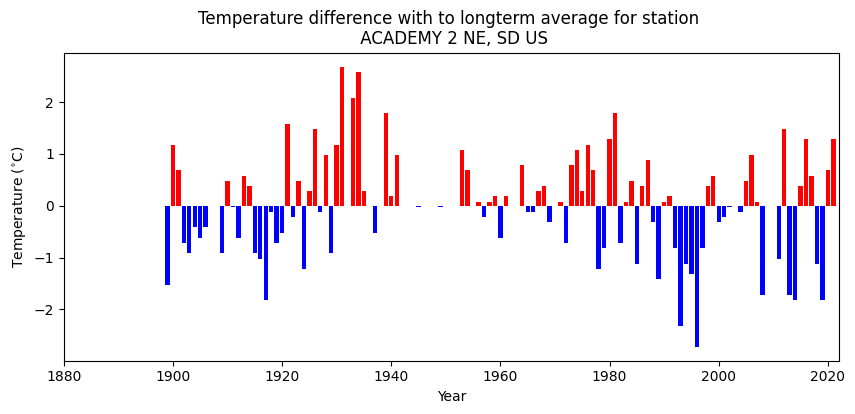 Temperature difference with to longterm average for station
ACADEMY 2 NE, SD US
Temperature (°C)
2
1
0
−1
−2
1880 1900 1920 1940 1960 1980 2000 2020
Year